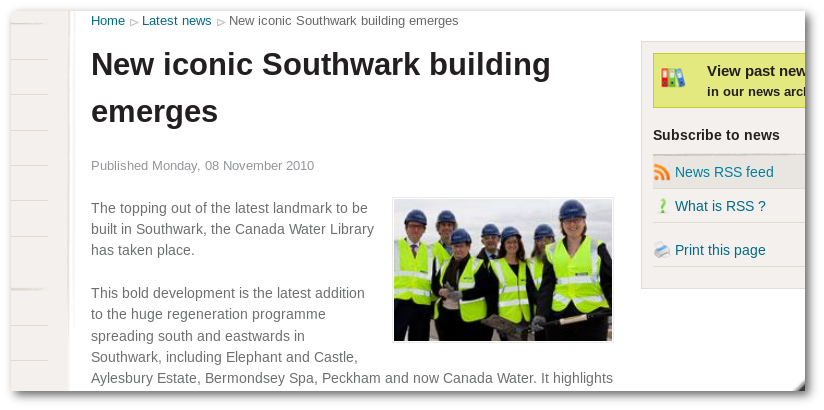 Home ▷ Latest news ▷ New iconic Southwark building emerges
New iconic Southwark building
emerges
Published Monday, 08 November 2010
The topping out of the latest landmark to be
built in Southwark, the Canada Water Library
has taken place.
This bold development is the latest addition
to the huge regeneration programme
spreading south and eastwards in
Southwark, including Elephant and Castle,
Aylesbury Estate, Bermondsey Spa, Peckham and now Canada Water. It highlights
View past new
in our news arc
Subscribe to news
News RSS feed
What is RSS ?
Print this page